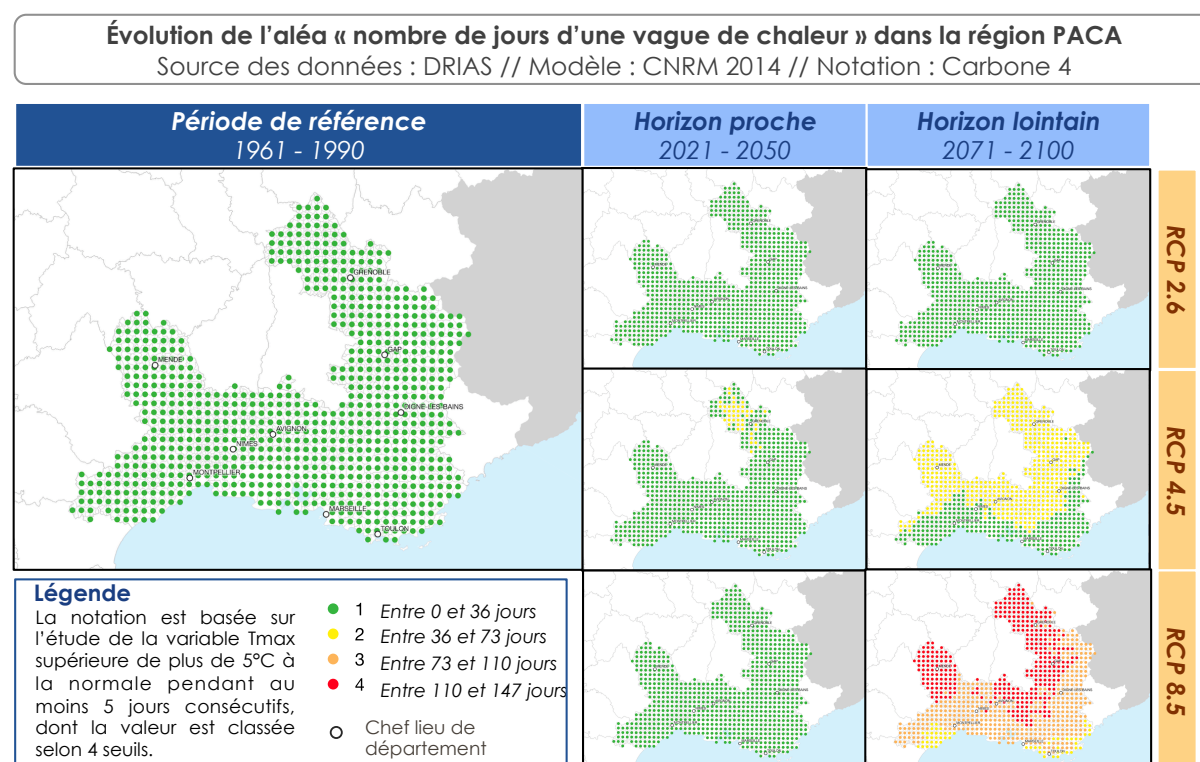 Évolution de l'aléa « nombre de jours d'une vague de chaleur » dans la région PACA
Source des données : DRIAS // Modèle : CNRM 2014 // Notation : Carbone 4
Période de référence
1961 - 1990
Horizon proche
2021 - 2050
Horizon lointain
2071 - 2100
GRENOBLE
MENDE
GAP
DIGNE-LES-BAINS
AVIGNON
NIMES
MONTPELLIER
MARSEILLE
TOULON
RCP 2.6
RCP 4.5
RCP 8.5
Légende
La notation est basée sur
l'étude de la variable Tmax
supérieure de plus de 5°C à
la normale pendant au
moins 5 jours consécutifs,
dont la valeur est classée
selon 4 seuils.
1 Entre 0 et 36 jours
2 Entre 36 et 73 jours
3 Entre 73 et 110 jours
4 Entre 110 et 147 jours
Chef lieu de
département